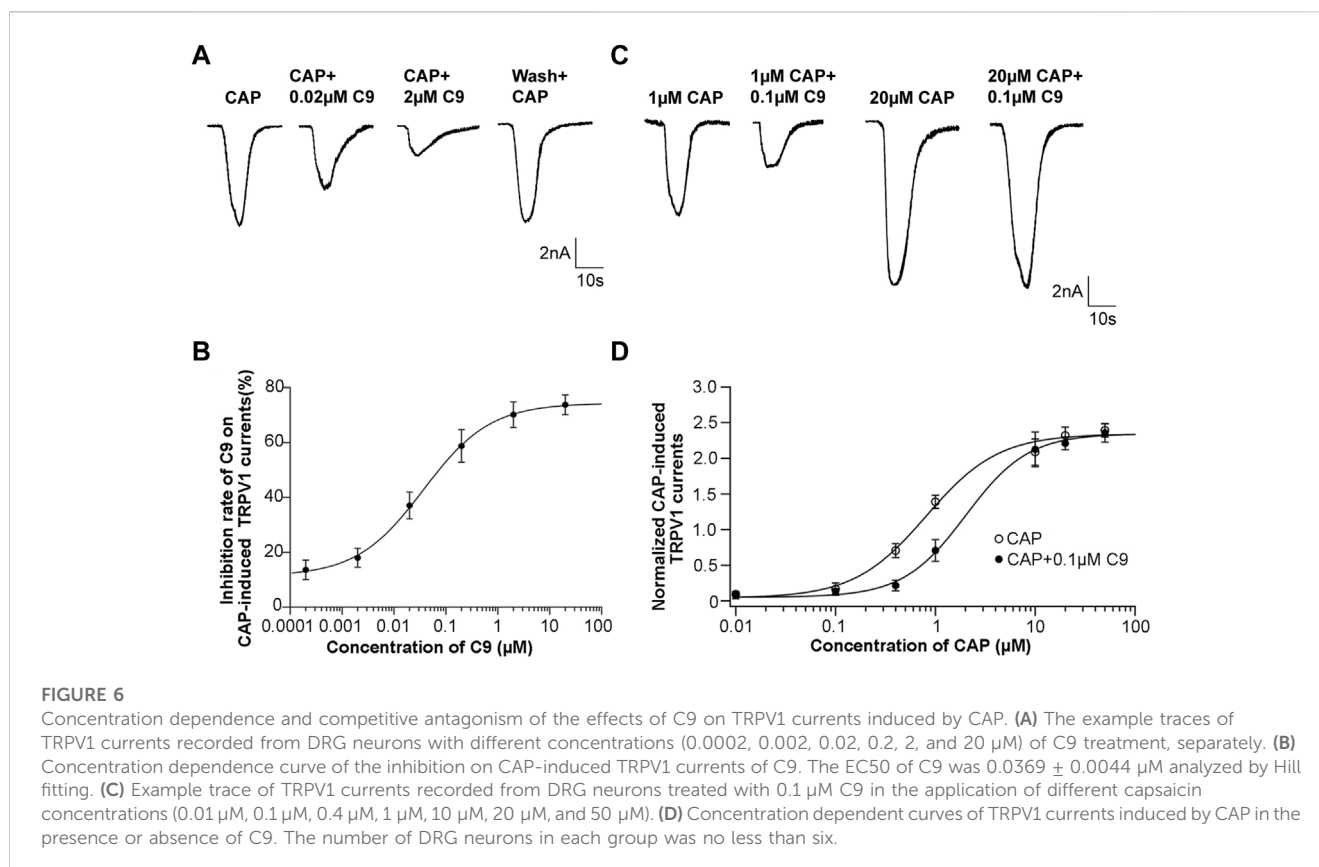 A
CAP
CAP+
0.02µM C9
CAP+
2µM C9
Wash+
CAP
2nA
10s
C
1µM CAP
1µM CAP+
0.1µM C9
20µM CAP
20µM CAP+
0.1µM C9
2nA
10s
B
Inhibition rate of C9 on
CAP-induced TRPV1 currents(%)
80
60
40
20
0
0.0001
0.001
0.01
0.1
1
10
100
Concentration of C9 (µM)
D
Normalized CAP-induced
TRPV1 currents
3.0
2.5
2.0
1.5
1.0
0.5
0
CAP
CAP+0.1µM C9
0.01
0.1
1
10
100
Concentration of CAP (µM)
FIGURE 6
Concentration dependence and competitive antagonism of the effects of C9 on TRPV1 currents induced by CAP. (A) The example traces of
TRPV1 currents recorded from DRG neurons with different concentrations (0.0002, 0.002, 0.02, 0.2, 2, and 20 µM) of C9 treatment, separately. (B)
Concentration dependence curve of the inhibition on CAP-induced TRPV1 currents of C9. The EC50 of C9 was 0.0369 ± 0.0044 µM analyzed by Hill
fitting. (C) Example trace of TRPV1 currents recorded from DRG neurons treated with 0.1 µM C9 in the application of different capsaicin
concentrations (0.01 µM, 0.1 µM, 0.4 µM, 1 µM, 10 µM, 20 µM, and 50 µM). (D) Concentration dependent curves of TRPV1 currents induced by CAP in the
presence or absence of C9. The number of DRG neurons in each group was no less than six.